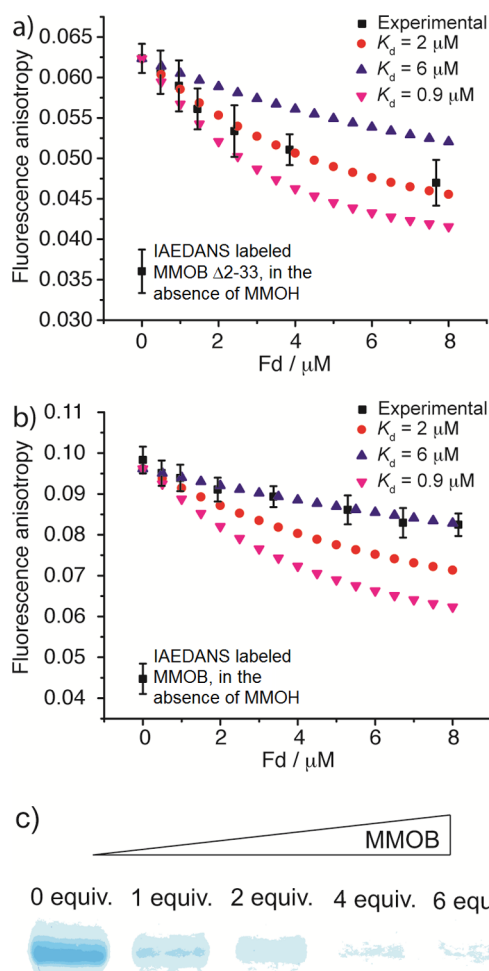 a)
Fluorescence anisotropy
0.065
0.060
0.055
0.050
0.045
0.040
0.035
0.030
Experimental
Kd = 2 μM
Kd = 6 μM
Kd = 0.9 μM
IAEDANS labeled
MMOB Δ2-33, in the
absence of MMOH
0 2 4 6 8
Fd / μM
b)
Fluorescence anisotropy
0.11
0.10
0.09
0.08
0.07
0.06
0.05
0.04
Experimental
Kd = 2 μM
Kd = 6 μM
Kd = 0.9 μM
IAEDANS labeled
MMOB, in the
absence of MMOH
0 2 4 6 8
Fd / μM
c)
MMOB
0 equiv. 1 equiv. 2 equiv. 4 equiv. 6 equ